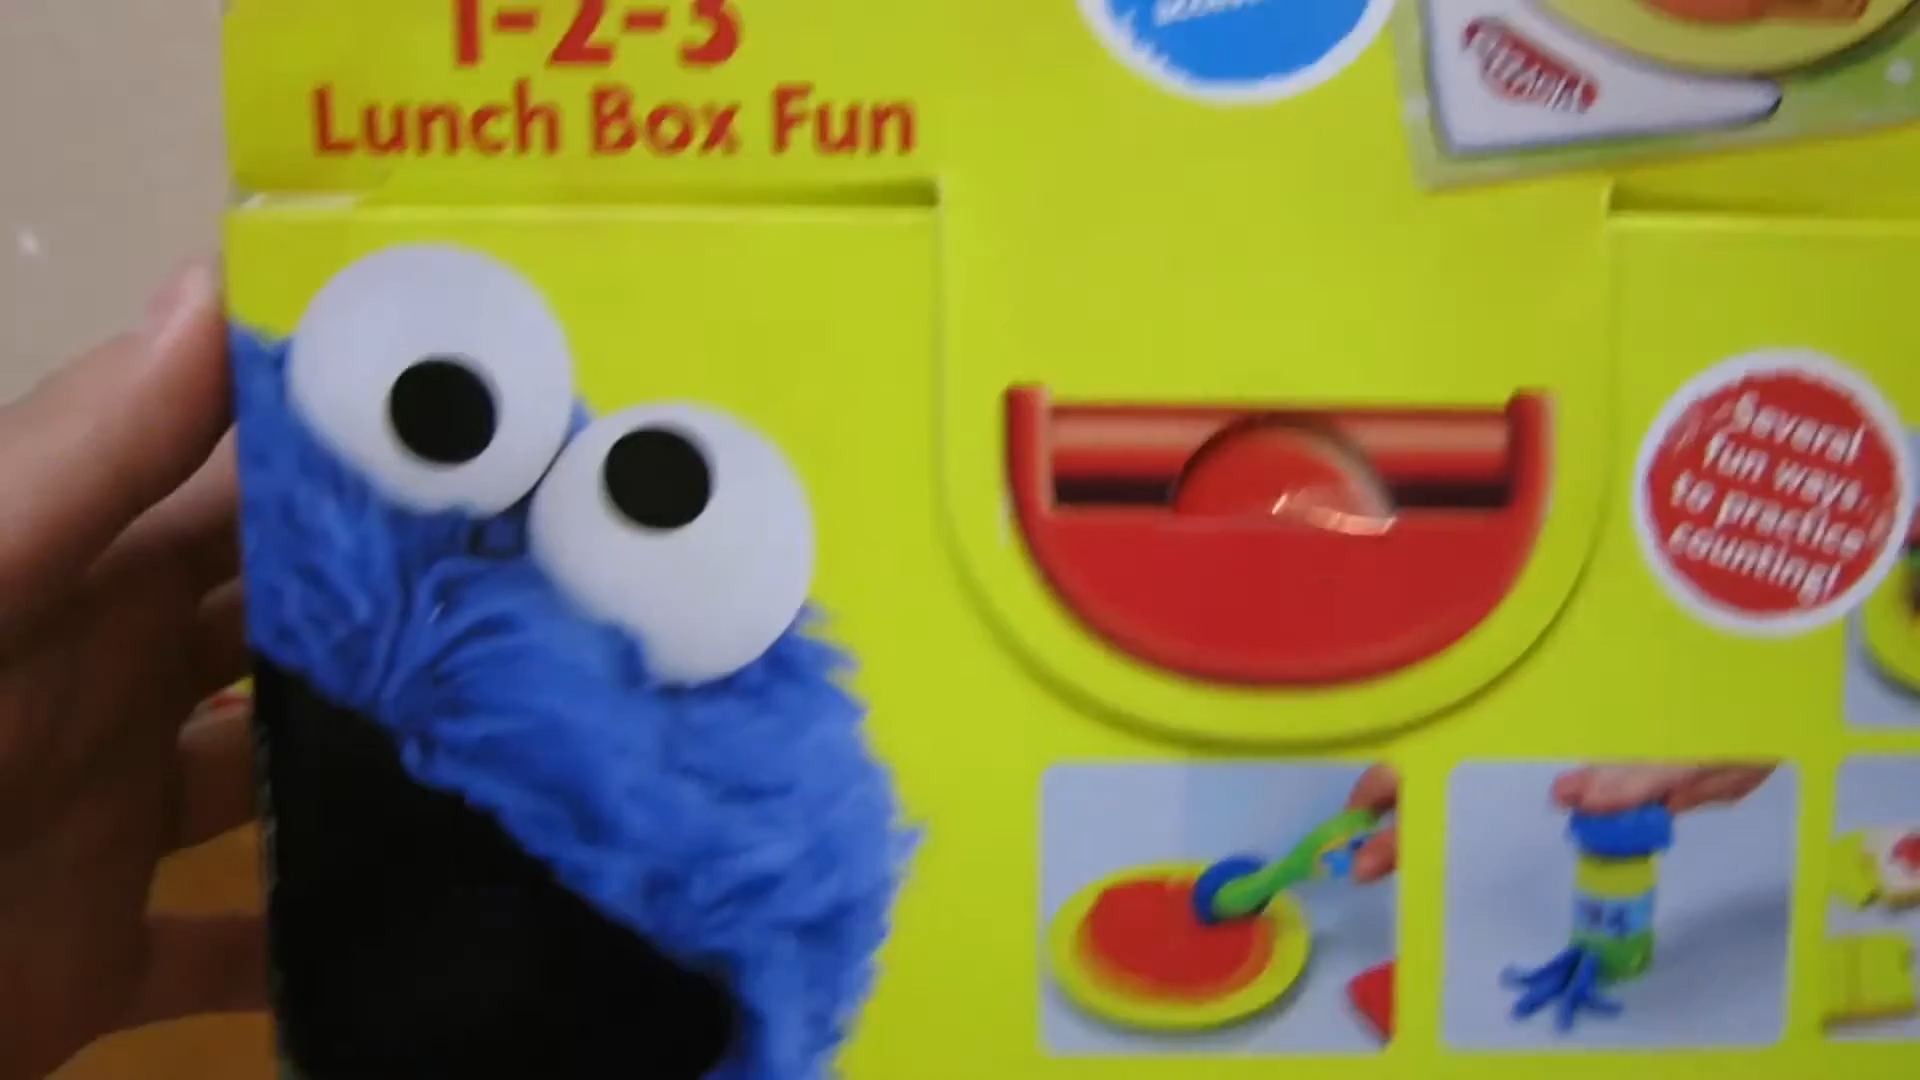 1-2-3
Lunch Box Fun
Several
fun ways
to practice
counting!